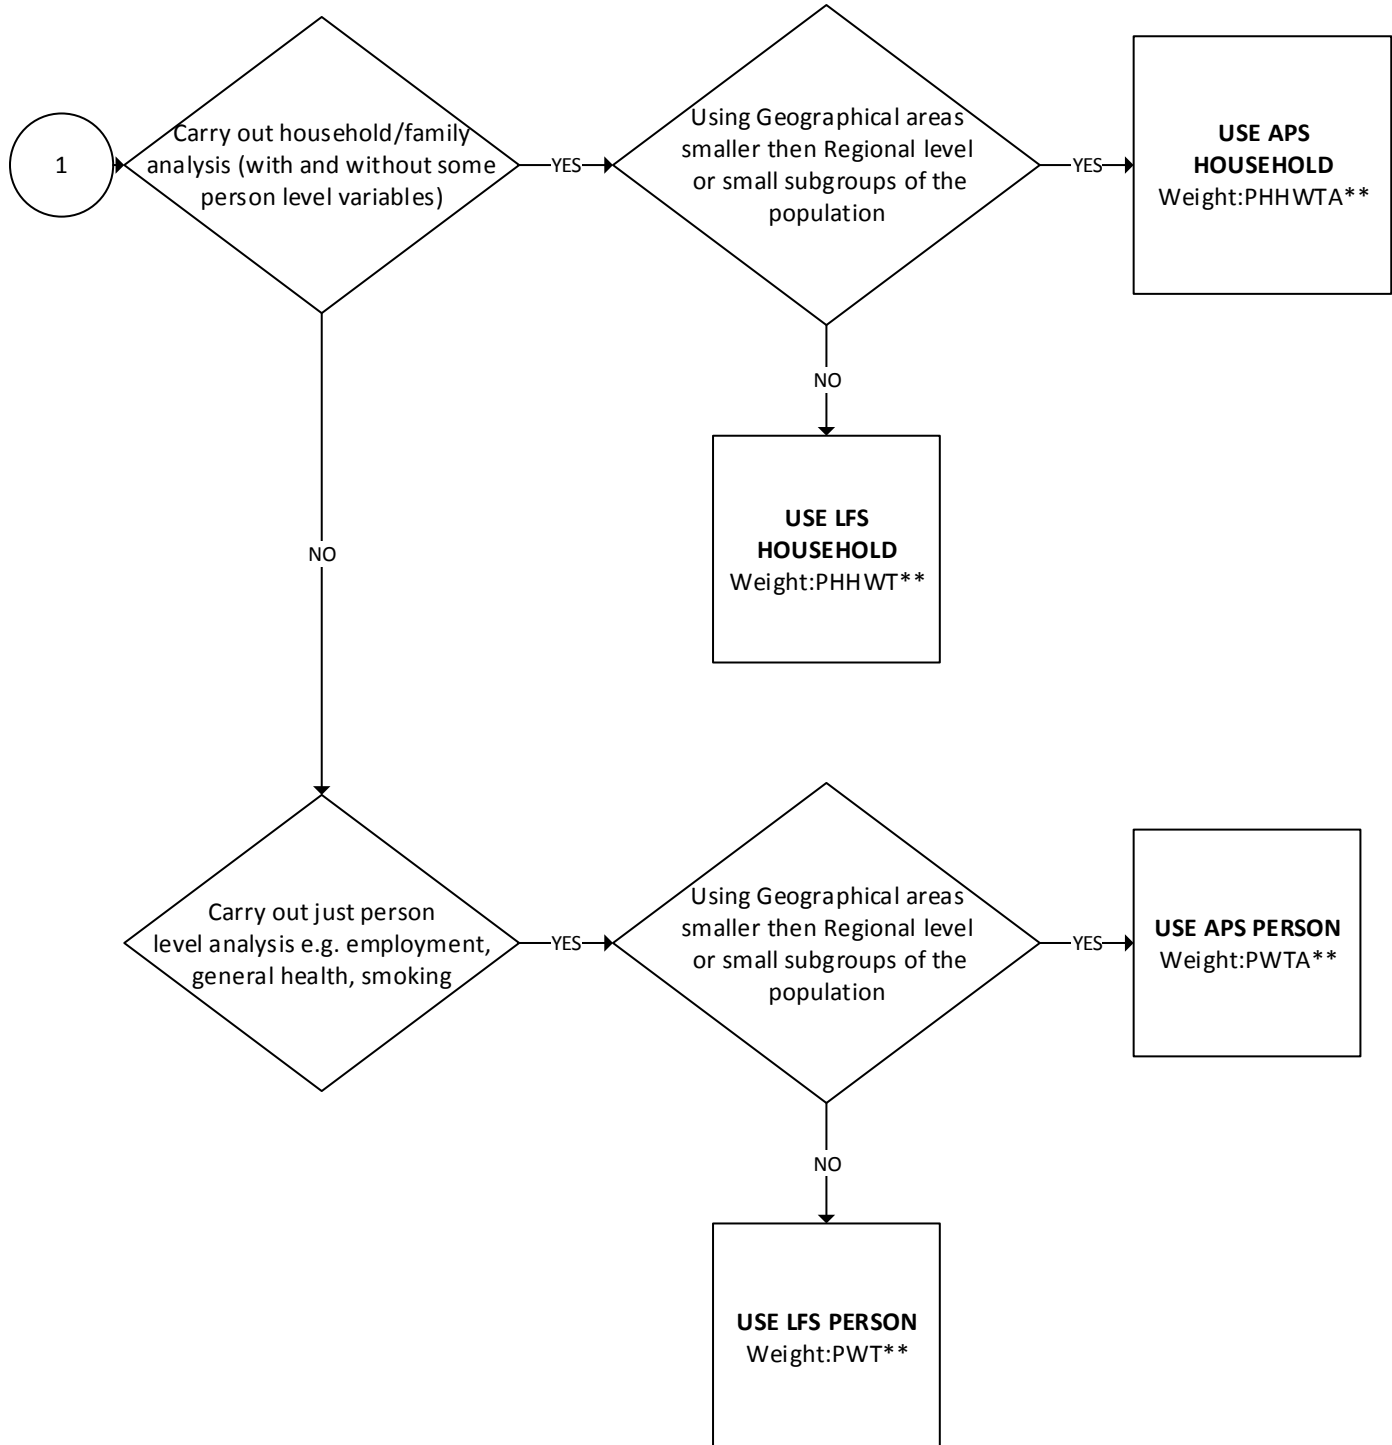 1
Carry out household/family
analysis (with and without some
person level variables)
YES
Using Geographical areas
smaller then Regional level
or small subgroups of the
population
YES
USE APS
HOUSEHOLD
Weight:PHHWTA**
NO
USE LFS
HOUSEHOLD
Weight:PHHWT**
NO
Carry out just person
level analysis e.g. employment,
general health, smoking
YES
Using Geographical areas
smaller then Regional level
or small subgroups of the
population
YES
USE APS PERSON
Weight:PWTA**
NO
USE LFS PERSON
Weight:PWT**